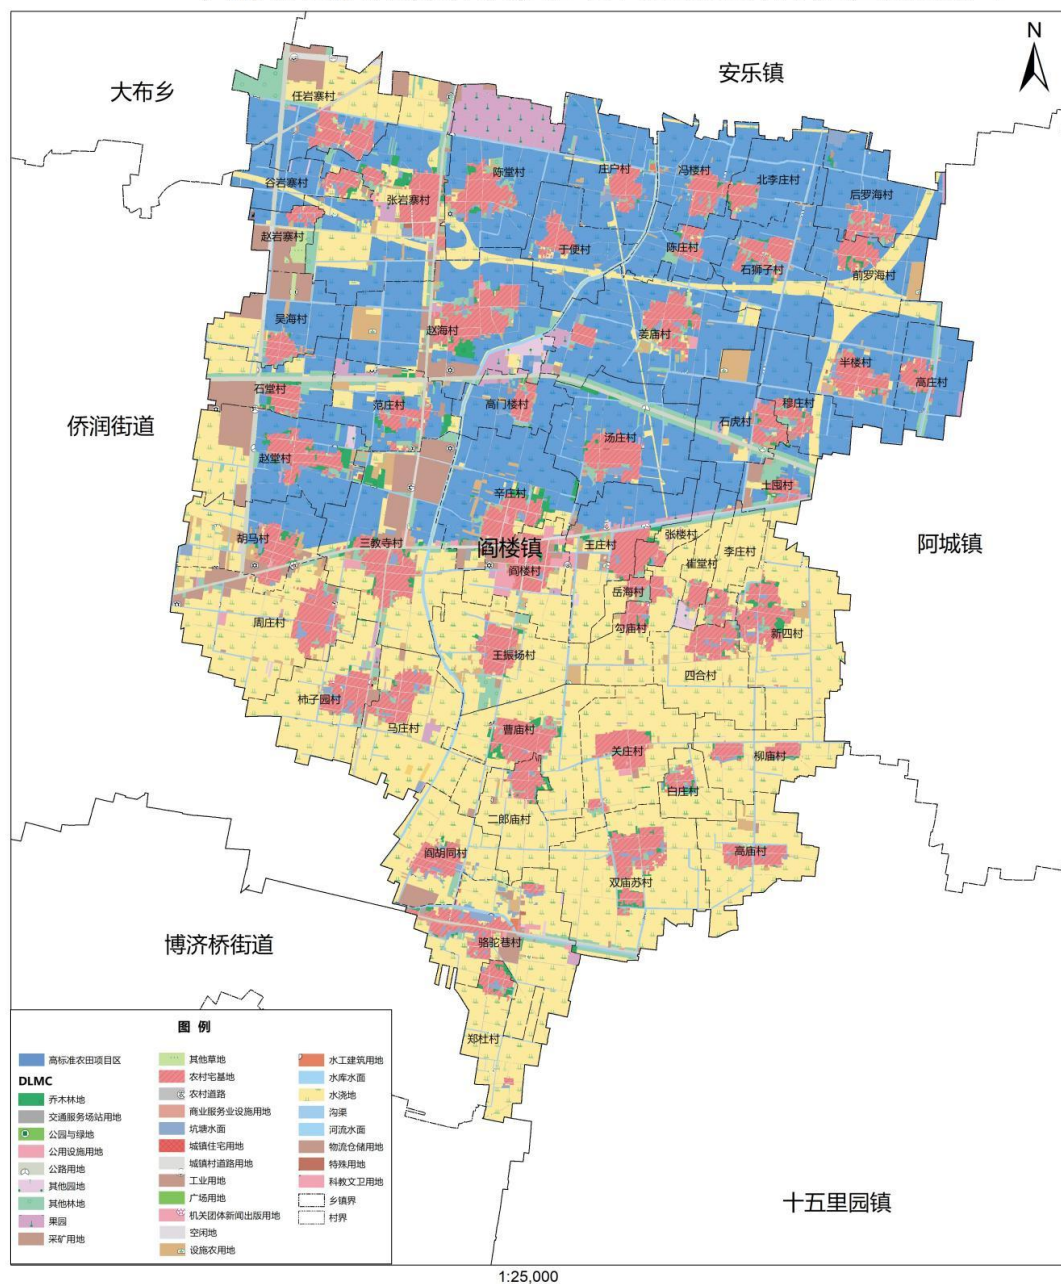 N
安乐镇
大布乡
任岩寨村
陈堂村
庄户村
冯楼村
北李庄村
谷岩寨村
后罗海村
张岩寨村
赵岩寨村
于便村
陈庄村
石狮子村
前罗海村
吴海村
赵海村
姜庙村
半楼村
高庄村
石堂村
范庄村
高门楼村
穆庄村
石虎村
侨润街道
汤庄村
赵堂村
土囤村
辛庄村
胡马村
三教寺村
阎楼镇
王庄村
张楼村
李庄村
阿城镇
阎楼村
崔堂村
岳海村
周庄村
勾庙村
新四村
王振扬村
四合村
柿子园村
马庄村
曹庙村
关庄村
柳庙村
白庄村
二郎庙村
阎胡同村
高庙村
双庙苏村
博济桥街道
骆驼巷村
郑杜村
十五里园镇
图 例
高标准农田项目区
DLMC
乔木林地
交通服务场站用地
公园与绿地
公用设施用地
公路用地
其他园地
其他林地
果园
采矿用地
其他草地
农村宅基地
农村道路
商业服务业设施用地
坑塘水面
城镇住宅用地
城镇村道路用地
工业用地
广场用地
机关团体新闻出版用地
空闲地
设施农用地
水工建筑用地
水库水面
水浇地
沟渠
河流水面
物流仓储用地
特殊用地
科教文卫用地
乡镇界
村界
1:25,000